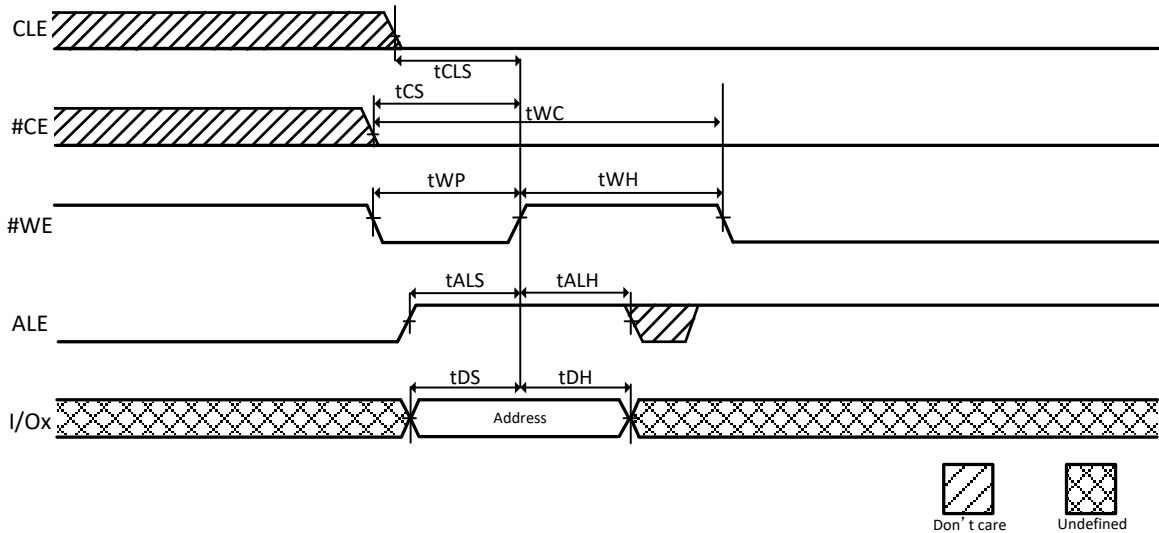 CLE
tCLS
tCS
#CE
tWC
tWP
tWH
#WE
tALS
tALH
ALE
tDS
tDH
I/Ox
Address
Don’t care
Undefined